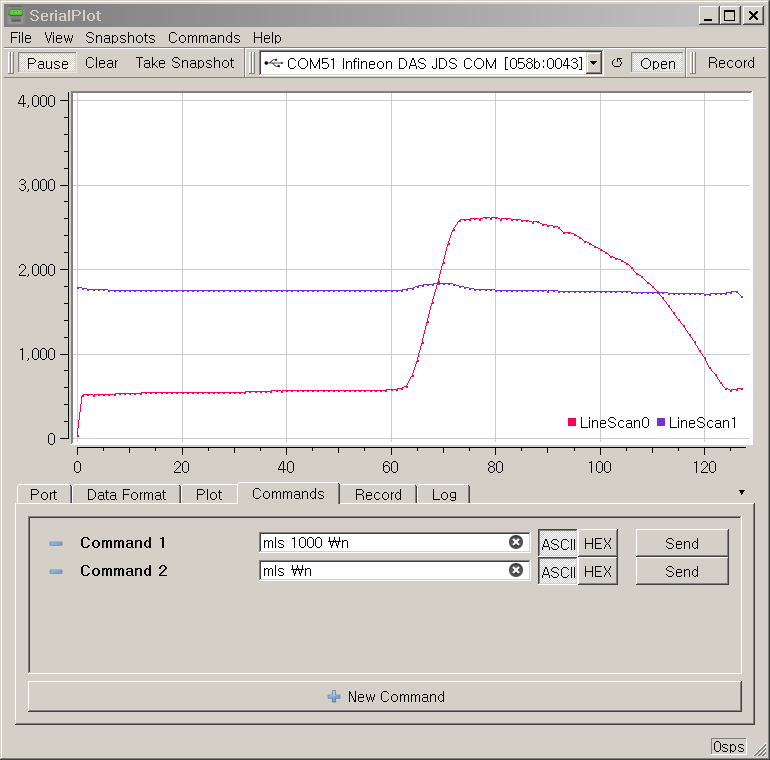 SerialPlot
File View Snapshots Commands Help
Pause Clear Take Snapshot COM51 Infineon DAS JDS COM [058b:0043] Open Record
4,000
3,000
2,000
1,000
0
LineScan0 LineScan1
0 20 40 60 80 100 120
Port Data Format Plot Commands Record Log
Command 1 mls 1000 ₩n ASCII HEX Send
Command 2 mls ₩n ASCII HEX Send
New Command
0sps